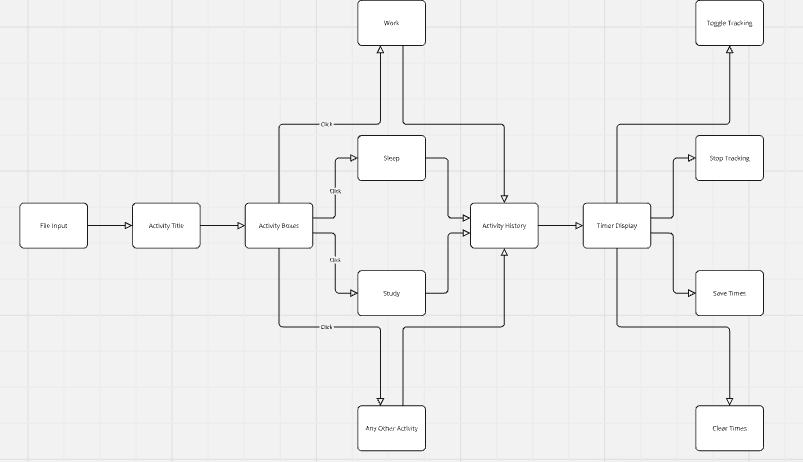 Work
Toggle Tracking
Click
Sleep
Stop Tracking
Click
File Input
Activity Title
Activity Boxes
Activity History
Timer Display
Click
Study
Save Times
Click
Any Other Activity
Clear Times